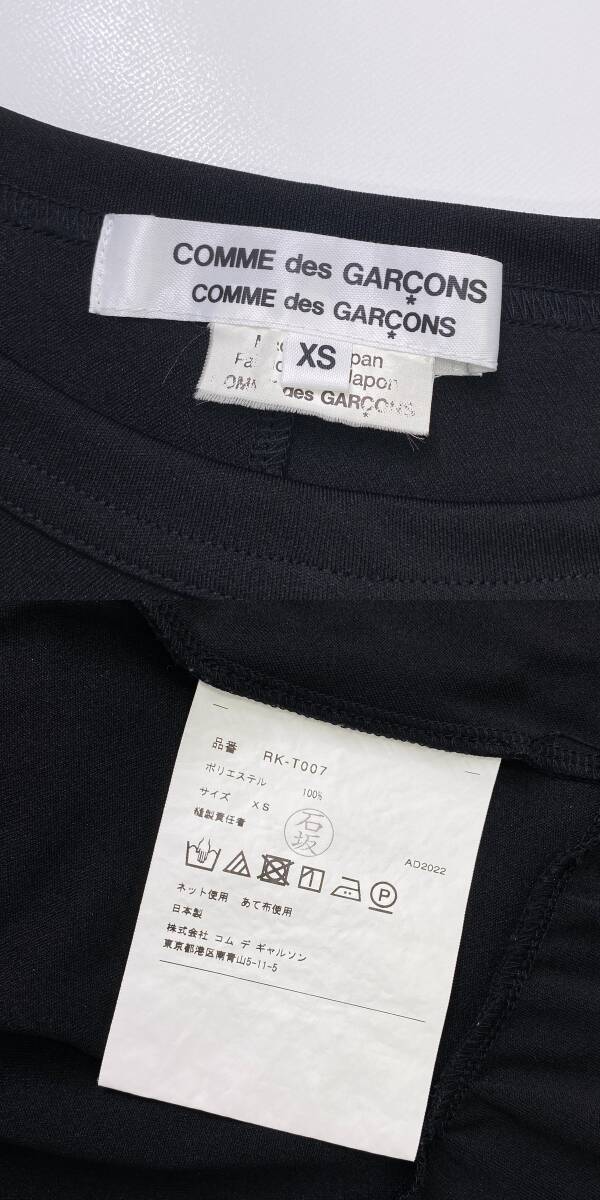 COMME des GARÇONS
COMME des GARÇONS
XS
pan
Japon
des GARÇONS
品番 RK-T007
ポリエステル 100%
サイズ XS
縫製責任者 石坂
AD2022
P
ネット使用 あて布使用
日本製
株式会社 コム デ ギャルソン
東京都港区南青山5-11-5